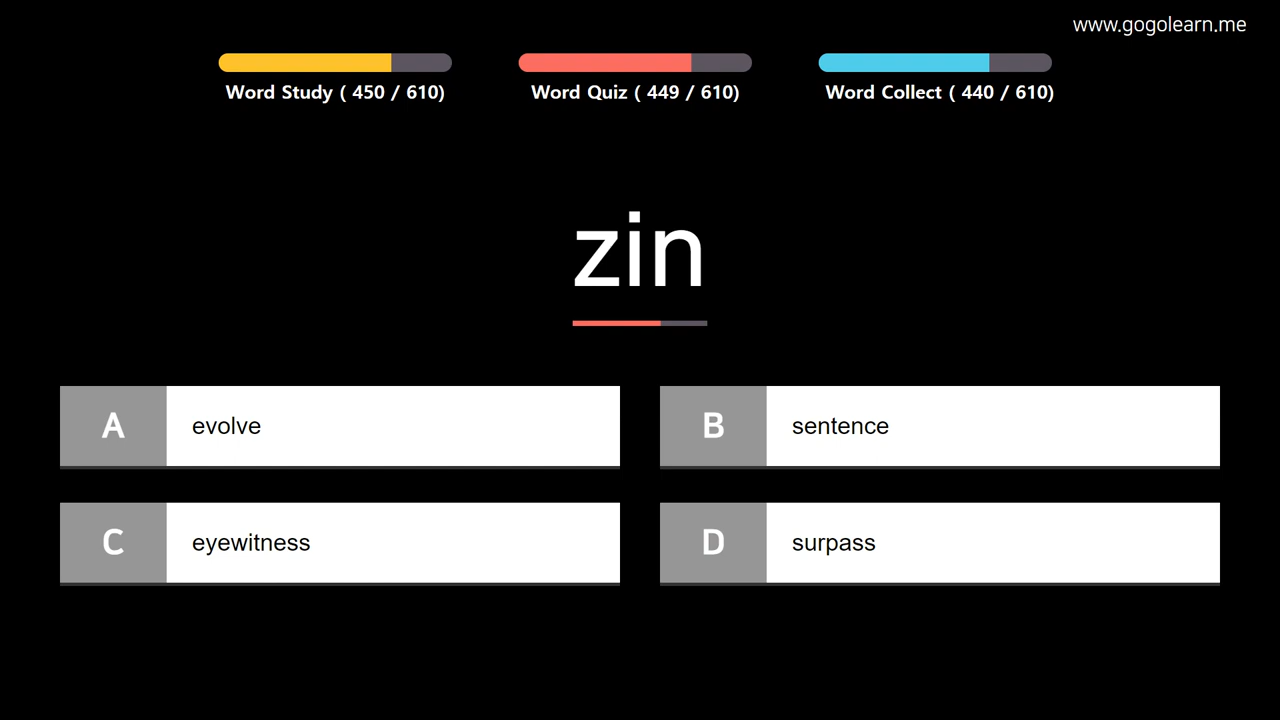 www.gogolearn.me
Word Study ( 450 / 610)
Word Quiz ( 449 / 610)
Word Collect ( 440 / 610)
zin
A evolve
B sentence
C eyewitness
D surpass